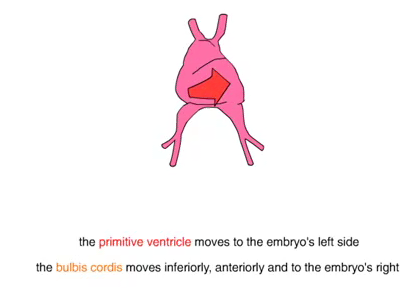 the primitive ventricle moves to the embryo's left side
the bulbis cordis moves inferiorly, anteriorly and to the embryo's right